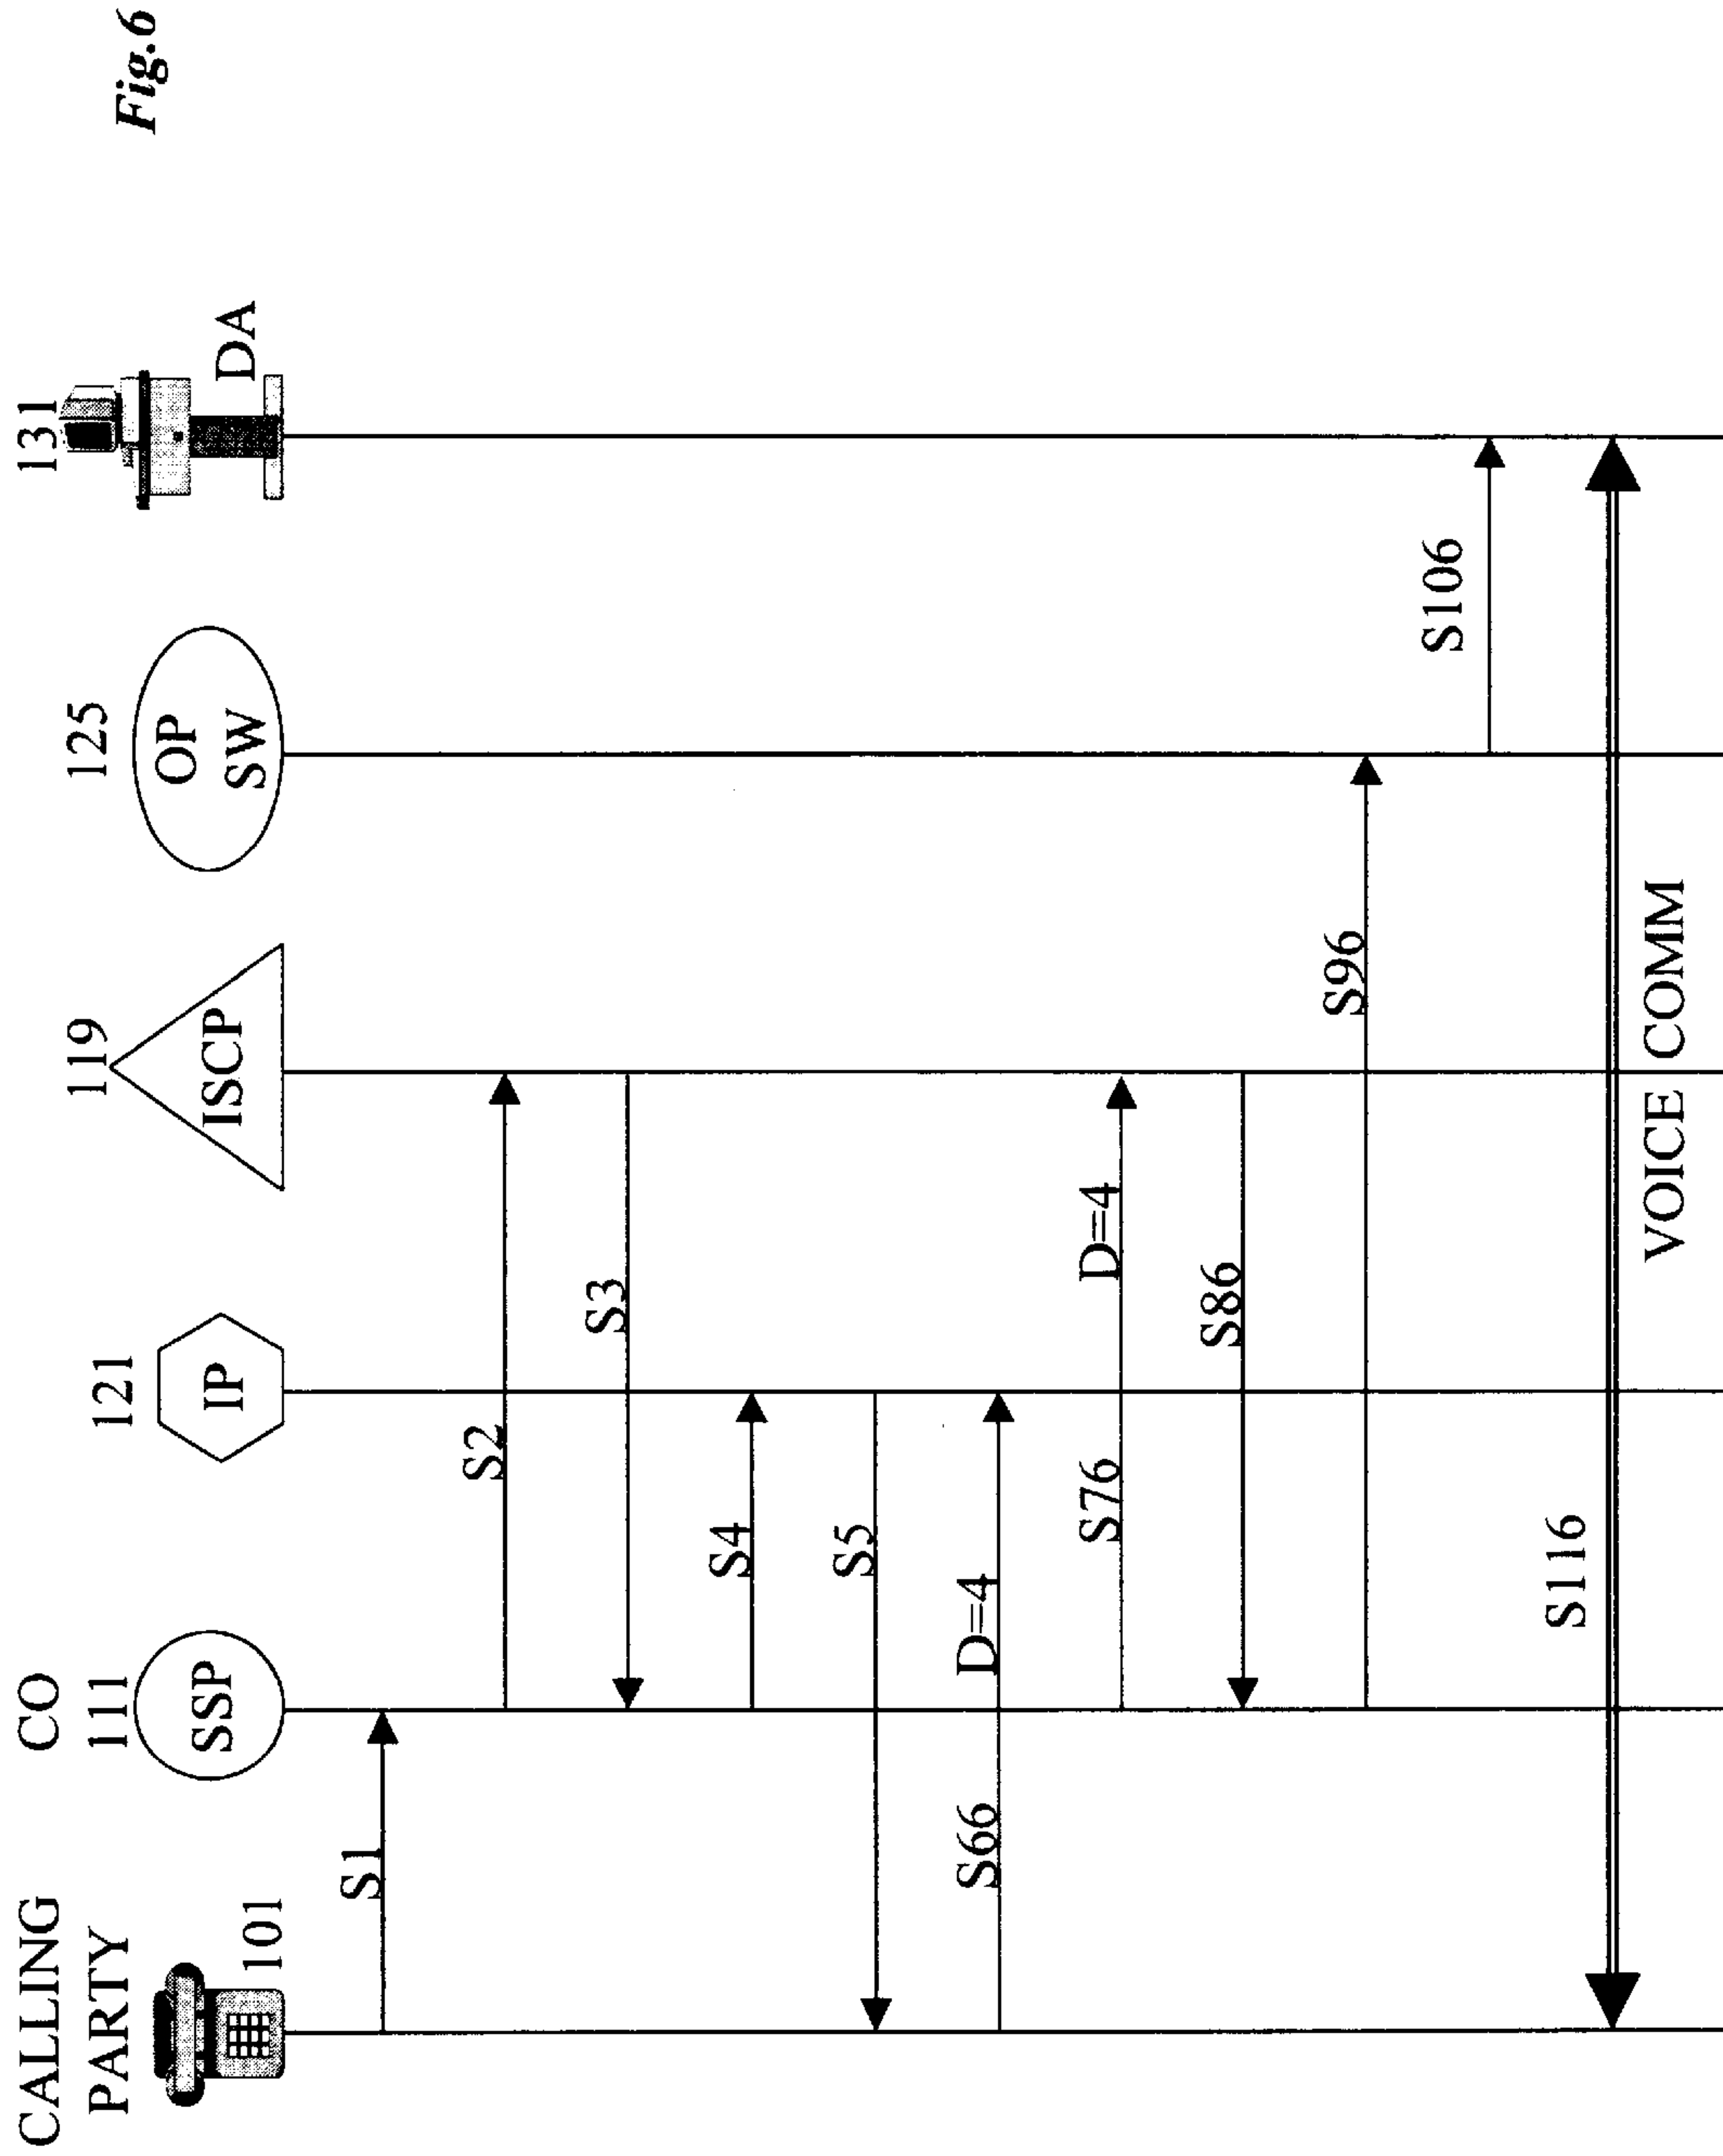 Fig.6
CALLING
PARTY
101
CO
111
SSP
121
IP
119
ISCP
125
OP
SW
131
DA
S1
S2
S3
S4
S5
S66
D=4
S76
D=4
S86
S96
S106
S116
VOICE COMM